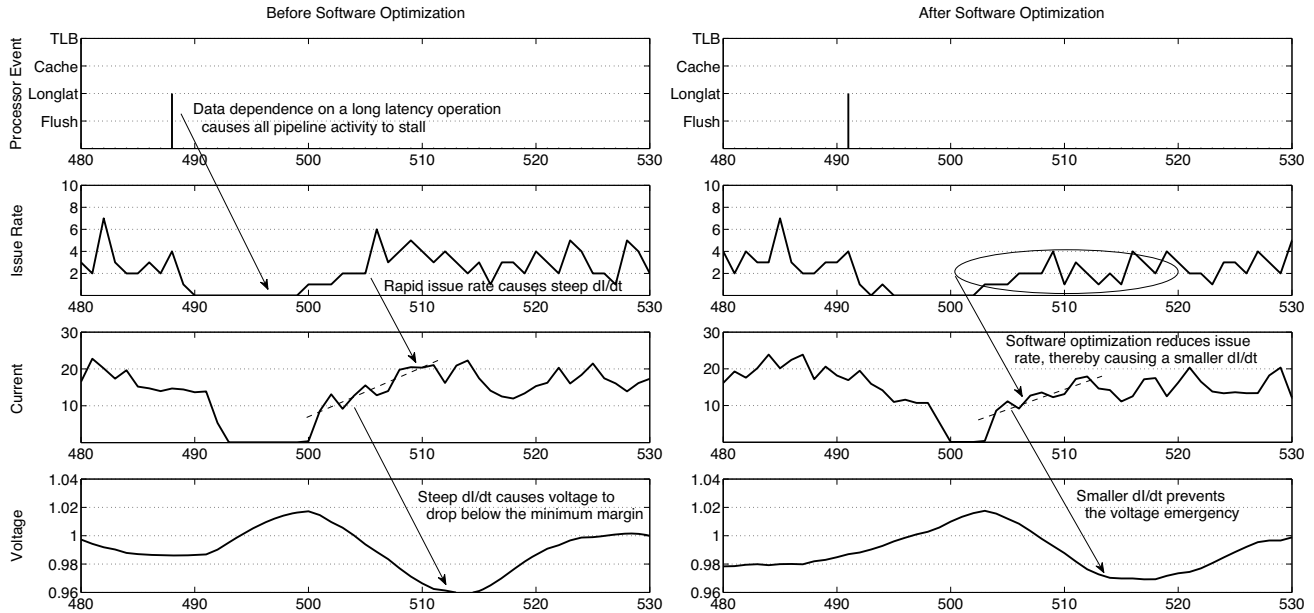 Before Software Optimization
Processor Event
TLB
Cache
Longlat
Flush
Data dependence on a long latency operation
causes all pipeline activity to stall
480 490 500 510 520 530
Issue Rate
10
8
6
4
2
Rapid issue rate causes steep dI/dt
480 490 500 510 520 530
Current
30
20
10
480 490 500 510 520 530
Voltage
1.04
1.02
1
0.98
0.96
Steep dI/dt causes voltage to
drop below the minimum margin
480 490 500 510 520 530
After Software Optimization
TLB
Cache
Longlat
Flush
480 490 500 510 520 530
10
8
6
4
2
480 490 500 510 520 530
30
20
10
Software optimization reduces issue
rate, thereby causing a smaller dI/dt
480 490 500 510 520 530
1.04
1.02
1
0.98
0.96
Smaller dI/dt prevents
the voltage emergency
480 490 500 510 520 530